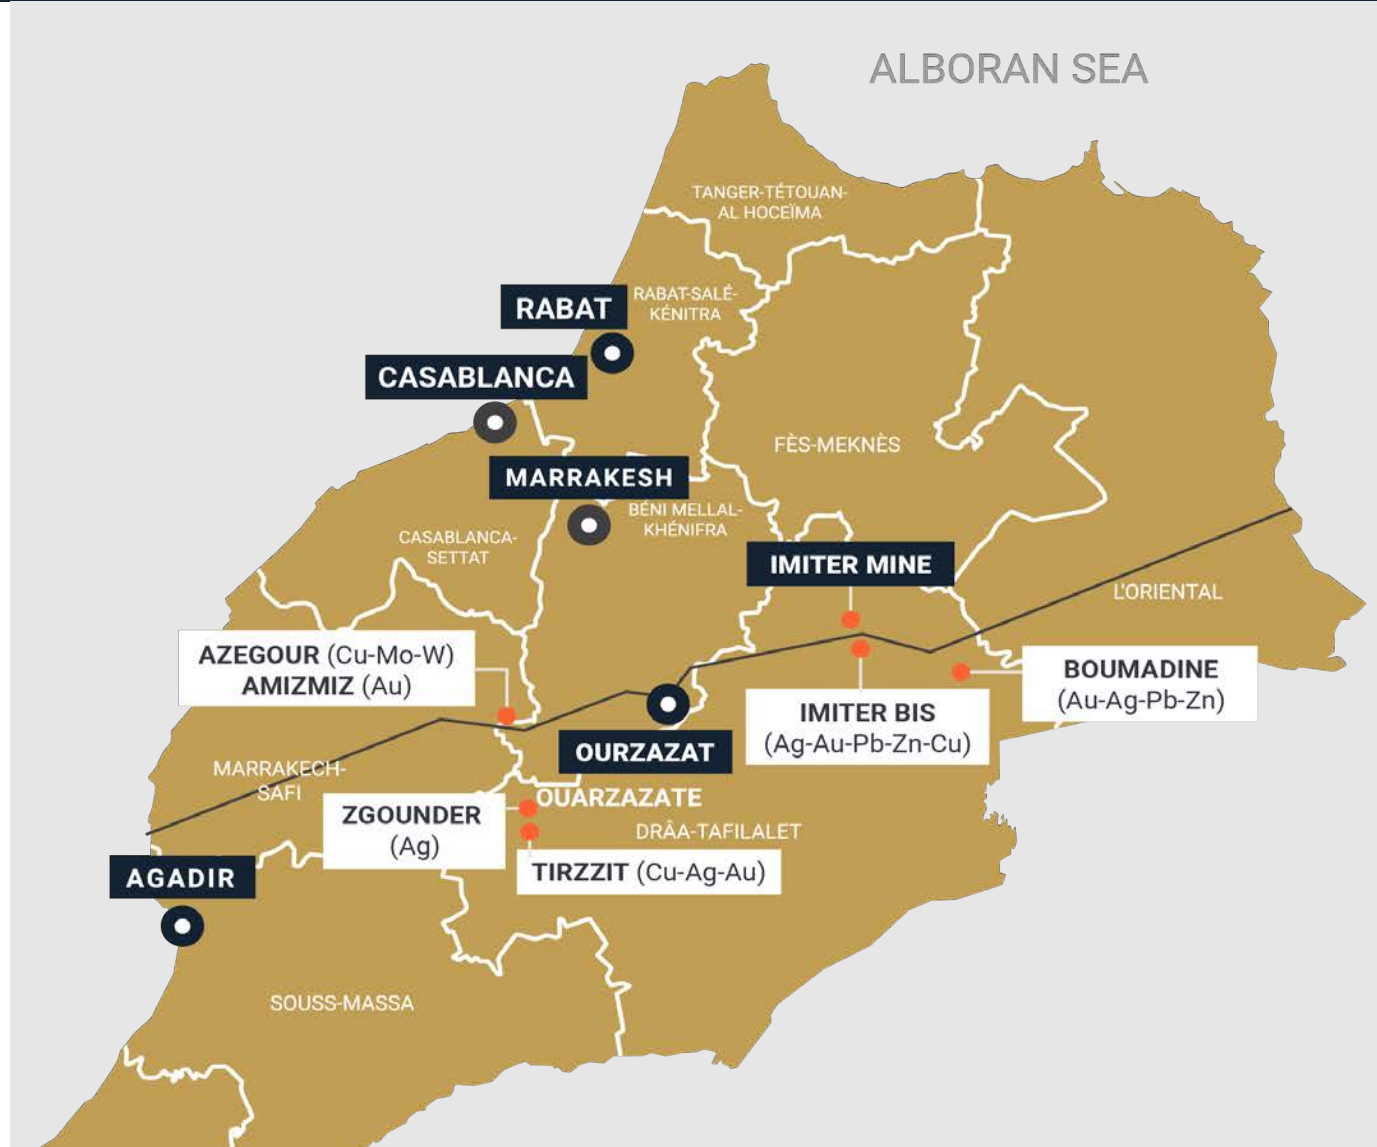 ALBORAN SEA
TANGER-TÉTOUAN-
AL HOCEÏMA
RABAT
RABAT-SALÉ-
KÉNITRA
CASABLANCA
FÈS-MEKNÈS
MARRAKESH
BÉNI MELLAL-
KHÉNIFRA
CASABLANCA-
SETTAT
IMITER MINE
L'ORIENTAL
AZEGOUR (Cu-Mo-W)
AMIZMIZ (Au)
BOUMADINE
(Au-Ag-Pb-Zn)
IMITER BIS
(Ag-Au-Pb-Zn-Cu)
OURZAZAT
MARRAKECH-
SAFI
OUARZAZATE
ZGOUNDER
(Ag)
DRÂA-TAFILALET
TIRZZIT (Cu-Ag-Au)
AGADIR
SOUSS-MASSA